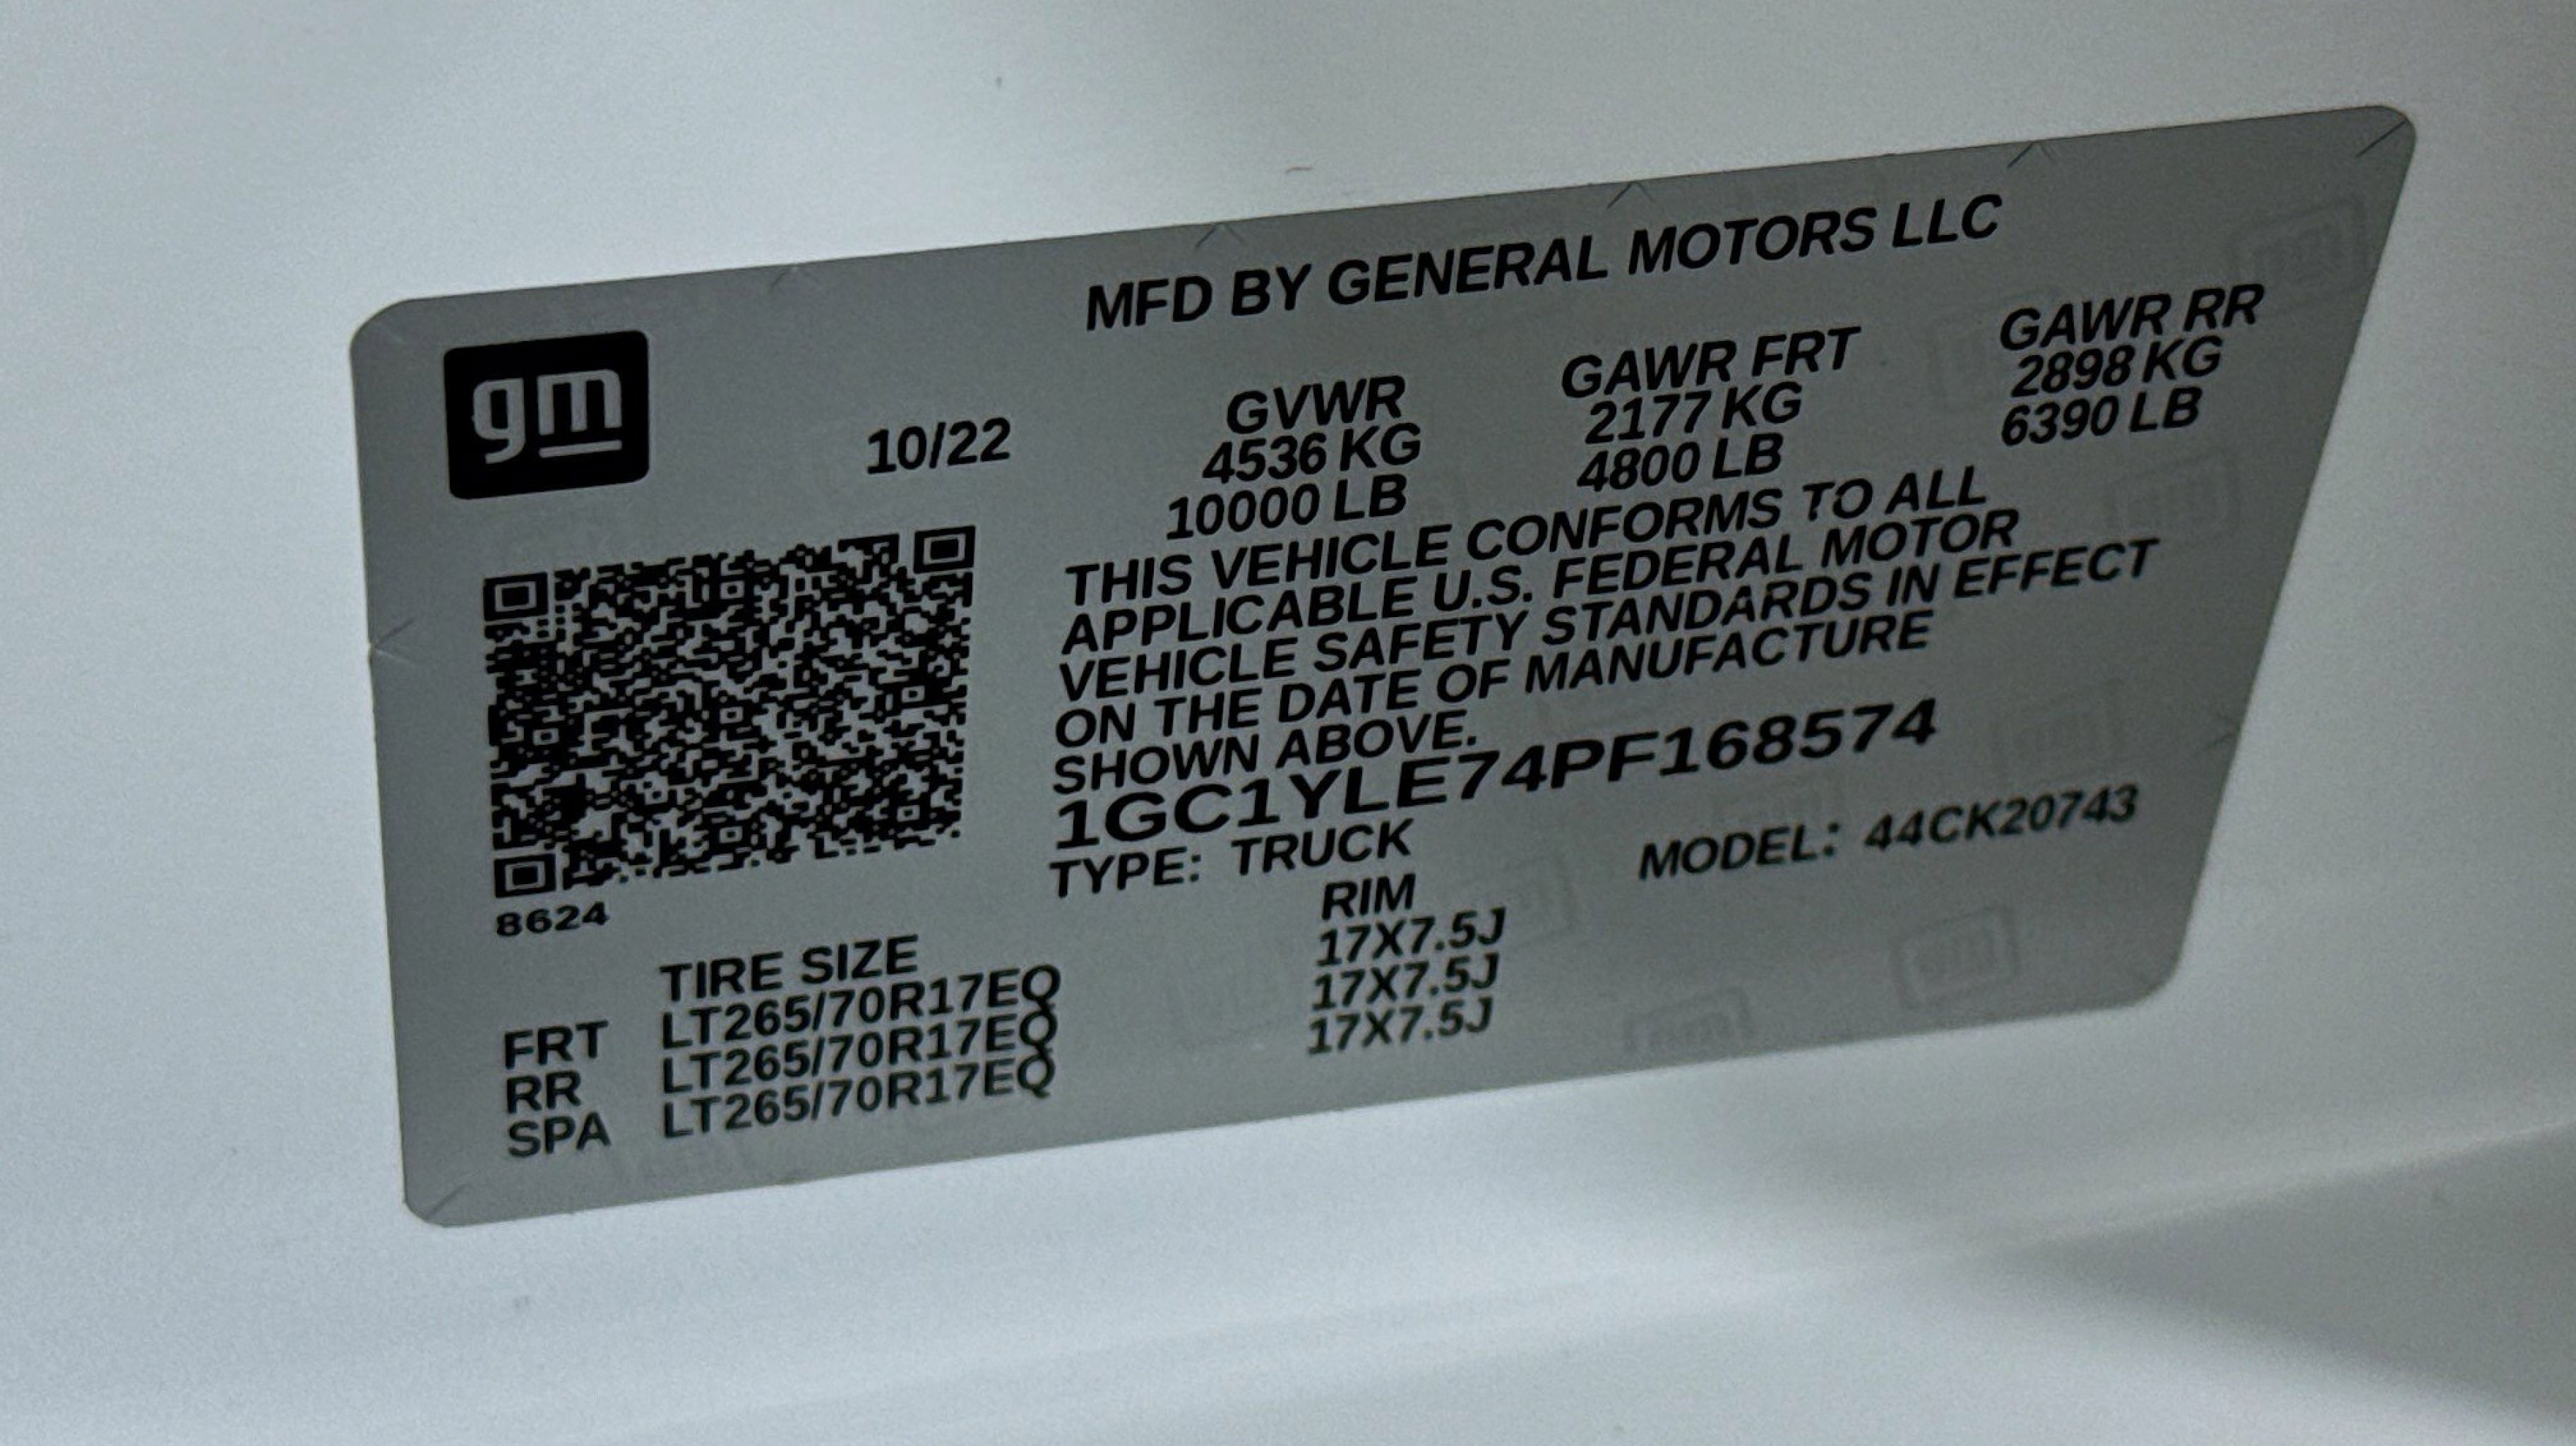 MFD BY GENERAL MOTORS LLC
gm
10/22
GVWR GAWR FRT GAWR RR
4536 KG 2177 KG 2898 KG
10000 LB 4800 LB 6390 LB
THIS VEHICLE CONFORMS TO ALL
APPLICABLE U.S. FEDERAL MOTOR
VEHICLE SAFETY STANDARDS IN EFFECT
ON THE DATE OF MANUFACTURE
SHOWN ABOVE.
1GC1YLE74PF168574
TYPE: TRUCK MODEL: 44CK20743
8624
TIRE SIZE RIM
FRT LT265/70R17EQ 17X7.5J
RR LT265/70R17EQ 17X7.5J
SPA LT265/70R17EQ 17X7.5J